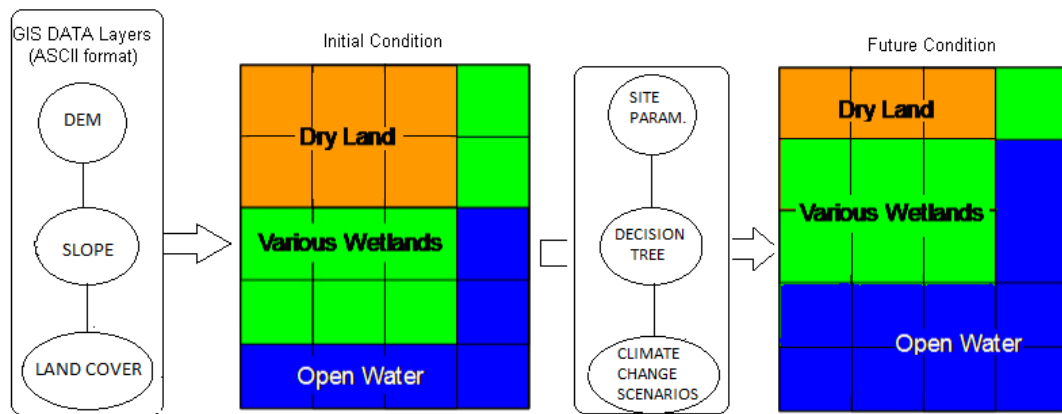 GIS DATA Layers
(ASCII format)
DEM
SLOPE
LAND COVER
Initial Condition
Dry Land
Various Wetlands
Open Water
SITE
PARAM.
DECISION
TREE
CLIMATE
CHANGE
SCENARIOS
Future Condition
Dry Land
Various Wetlands
Open Water